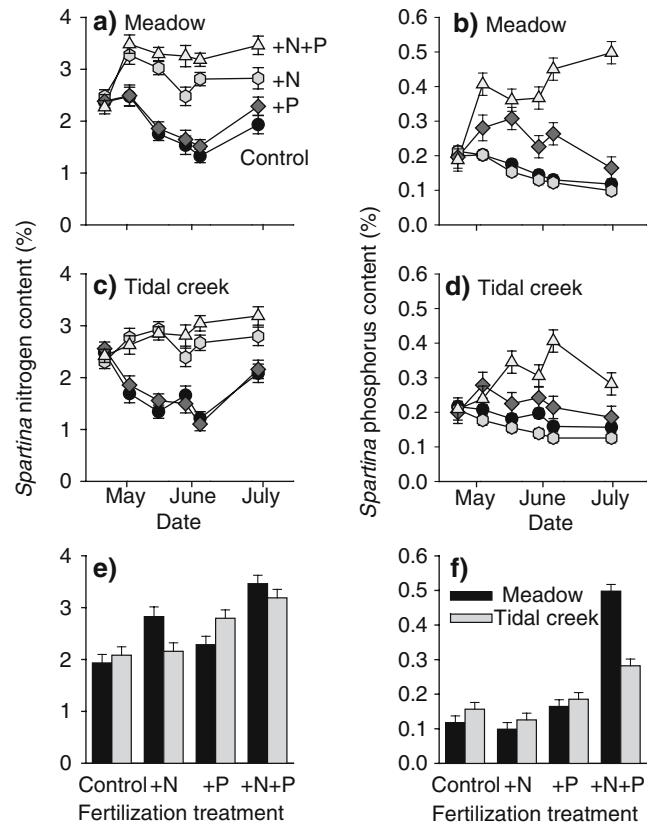 a) Meadow
+N+P
+N
+P
Control
4
3
2
1
0
b) Meadow
0.6
0.5
0.4
0.3
0.2
0.1
0.0
c) Tidal creek
4
3
2
1
0
May June July
Date
Spartina nitrogen content (%)
d) Tidal creek
0.6
0.5
0.4
0.3
0.2
0.1
0.0
May June July
Date
Spartina phosphorus content (%)
e)
4
3
2
1
0
Control +N +P +N+P
Fertilization treatment
f)
Meadow
Tidal creek
0.6
0.5
0.4
0.3
0.2
0.1
0.0
Control +N +P +N+P
Fertilization treatment